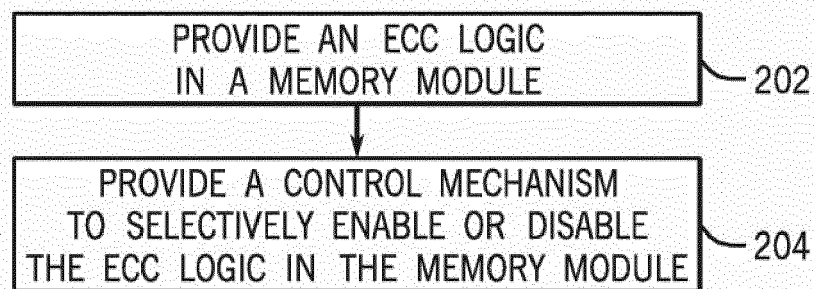 PROVIDE AN ECC LOGIC
IN A MEMORY MODULE
202
PROVIDE A CONTROL MECHANISM
TO SELECTIVELY ENABLE OR DISABLE
THE ECC LOGIC IN THE MEMORY MODULE
204